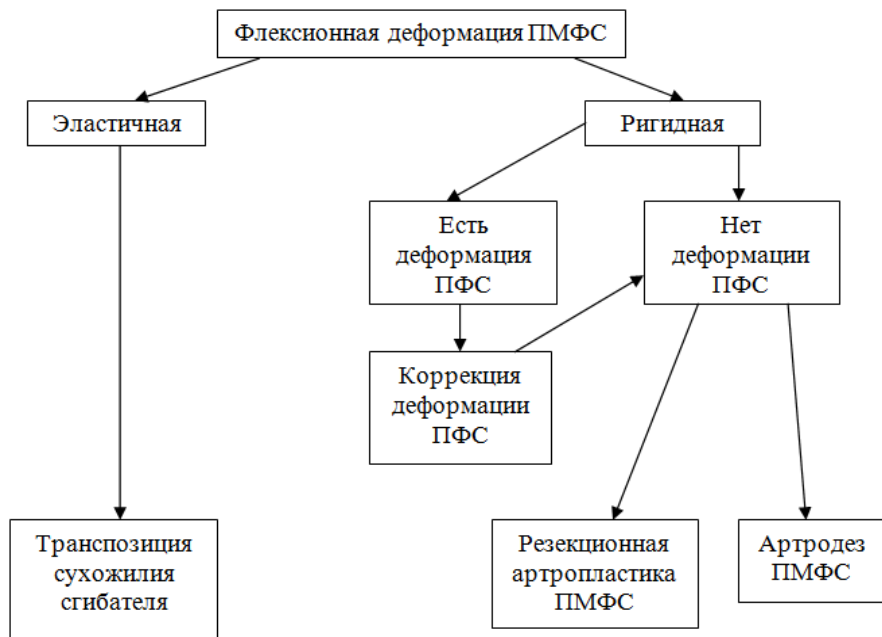 Флексионная деформация ПМФС
Эластичная
Ригидная
Есть
деформация
ПФС
Нет
деформации
ПФС
Коррекция
деформации
ПФС
Транспозиция
сухожилия
сгибателя
Резекционная
артропластика
ПМФС
Артродез
ПМФС